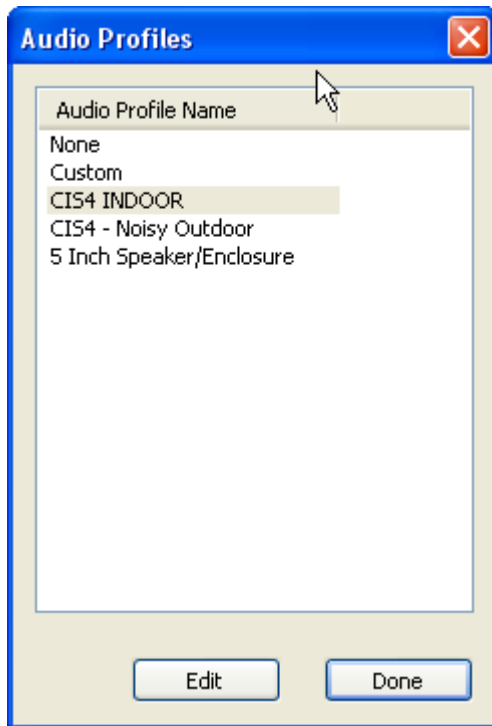 Audio Profiles
Audio Profile Name
None
Custom
CIS4 INDOOR
CIS4 - Noisy Outdoor
5 Inch Speaker/Enclosure
Edit
Done